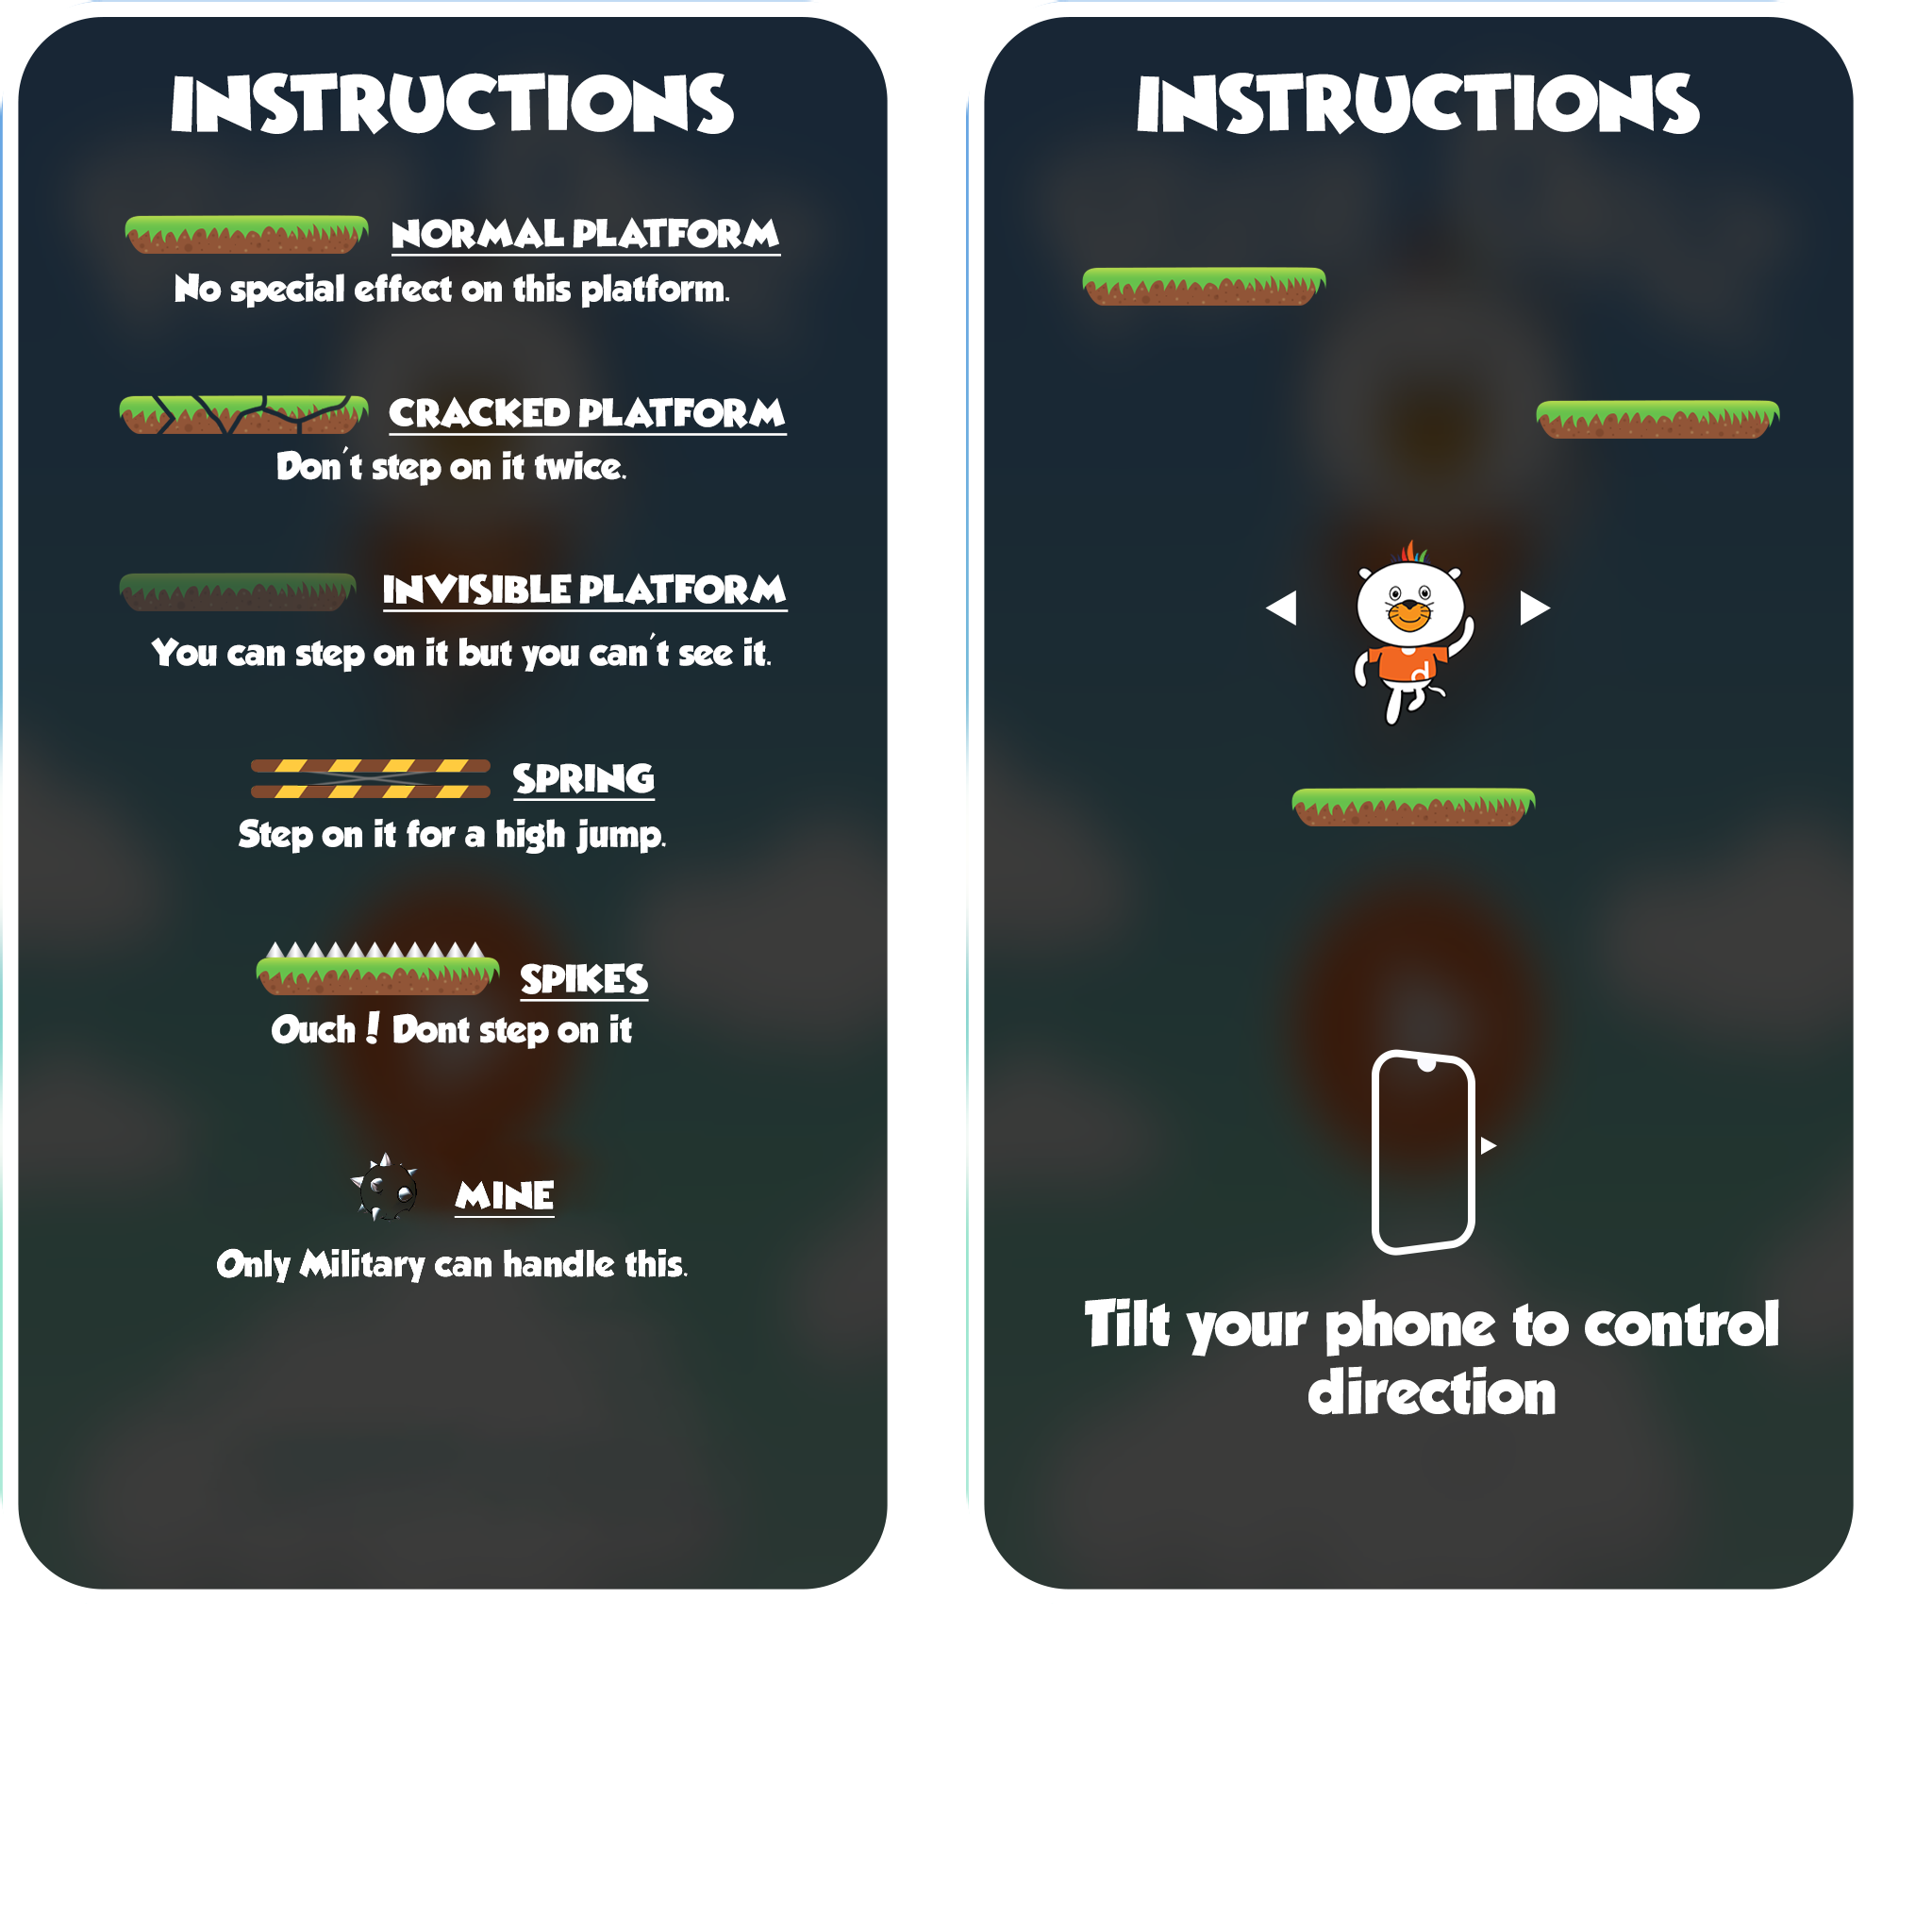 INSTRUCTIONS
NORMAL PLATFORM
No special effect on this platform.
CRACKED PLATFORM
Don't step on it twice.
INVISIBLE PLATFORM
You can step on it but you can't see it.
SPRING
Step on it for a high jump.
SPIKES
Ouch ! Dont step on it
MINE
Only Military can handle this.
INSTRUCTIONS
d
Tilt your phone to control
direction